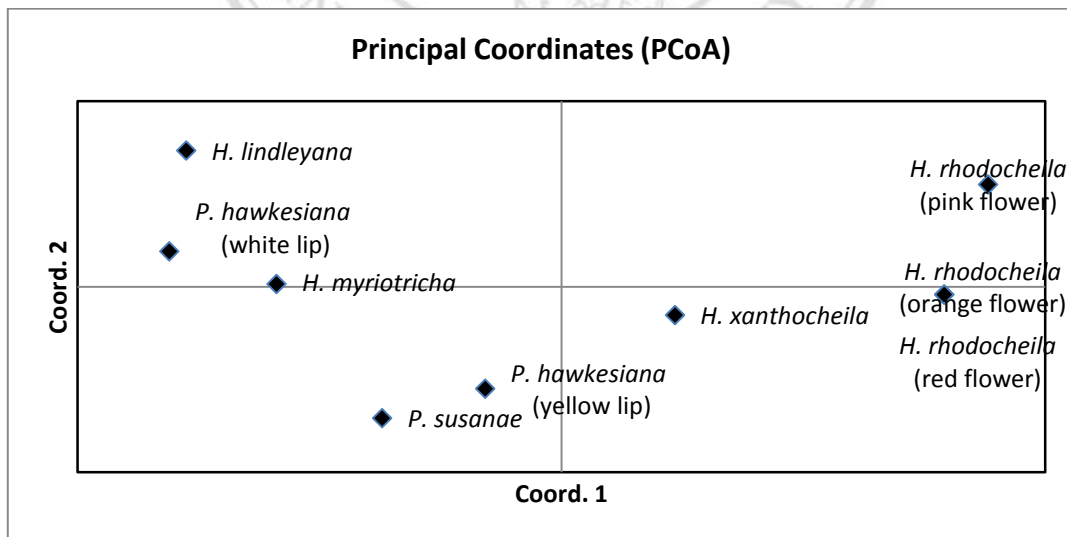 Principal Coordinates (PCoA)
H. lindleyana
P. hawkesiana
(white lip)
H. myriotricha
H. rhodocheila
(pink flower)
H. rhodocheila
(orange flower)
H. xanthocheila
H. rhodocheila
(red flower)
P. hawkesiana
(yellow lip)
P. susanae
Coord. 2
Coord. 1